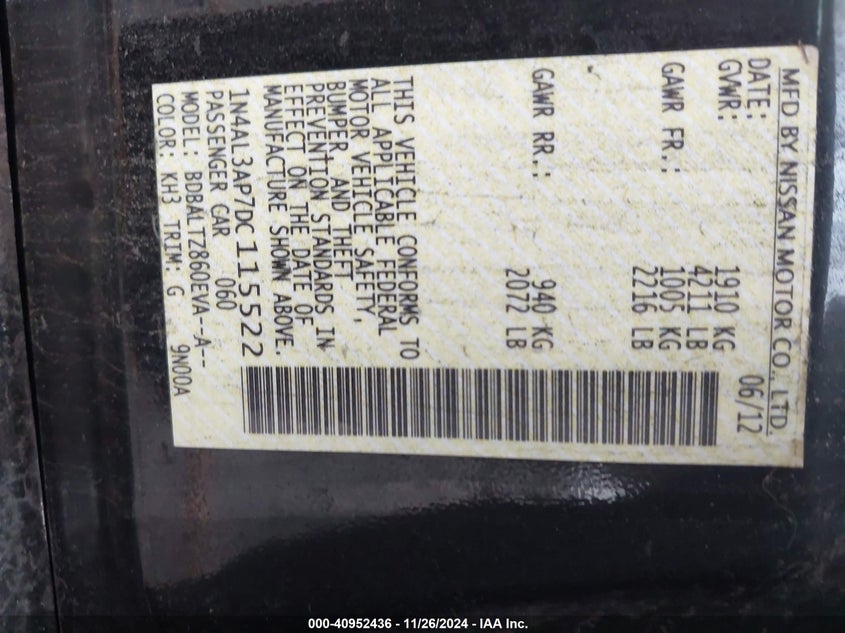 MFD BY NISSAN MOTOR CO., LTD.
DATE: 06/12
GVWR: 1910 KG
4211 LB
GAWR FR.: 1005 KG
2216 LB
GAWR RR.: 940 KG
2072 LB
THIS VEHICLE CONFORMS TO
ALL APPLICABLE FEDERAL
MOTOR VEHICLE SAFETY,
BUMPER, AND THEFT
PREVENTION STANDARDS IN
EFFECT ON THE DATE OF
MANUFACTURE SHOWN ABOVE.
1N4AL3AP7DC115522
PASSENGER CAR 060
MODEL: BDBALTZ860EVA--A--
COLOR: KH3 TRIM: G 9N00A
000-40952436 - 11/26/2024 - IAA Inc.